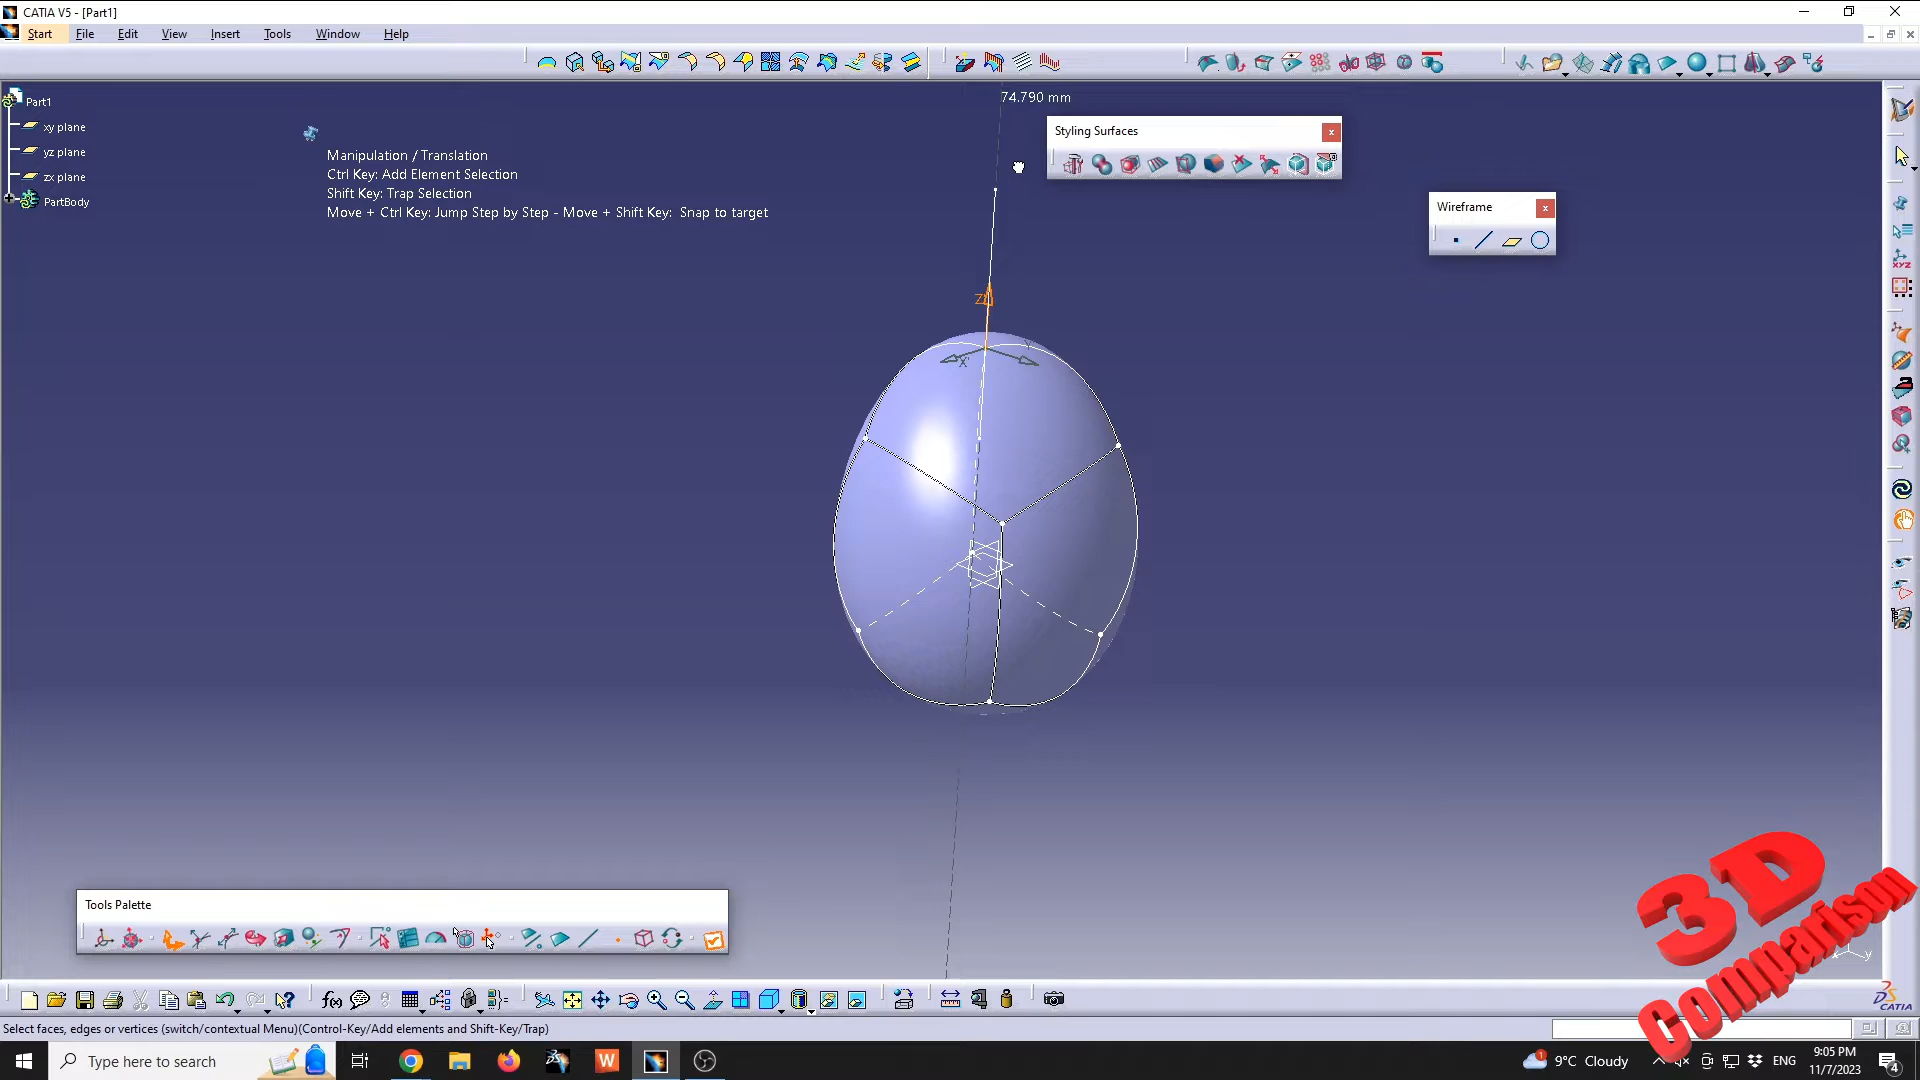 CATIA V5 - [Part1]
Start File Edit View Insert Tools Window Help
74.790 mm
Part1
xy plane
yz plane
zx plane
PartBody
Manipulation / Translation
Ctrl Key: Add Element Selection
Shift Key: Trap Selection
Move + Ctrl Key: Jump Step by Step - Move + Shift Key: Snap to target
Styling Surfaces
Wireframe
Z
X
Y
Tools Palette
3D
Comparison
y
CATIA
Select faces, edges or vertices (switch/contextual Menu)(Control-Key/Add elements and Shift-Key/Trap)
Type here to search
9°C Cloudy
ENG
9:05 PM
11/7/2023
4